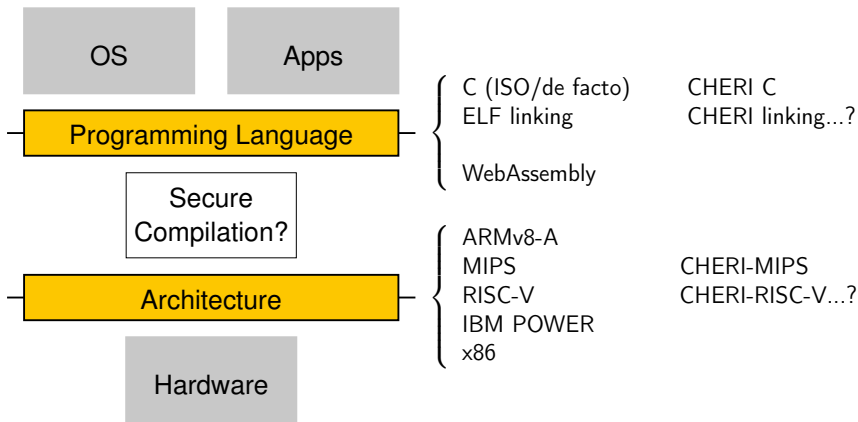 OS
Apps
Programming Language
C (ISO/de facto) CHERI C
ELF linking CHERI linking...?
WebAssembly
Secure
Compilation?
Architecture
ARMv8-A
MIPS CHERI-MIPS
RISC-V CHERI-RISC-V...?
IBM POWER
x86
Hardware